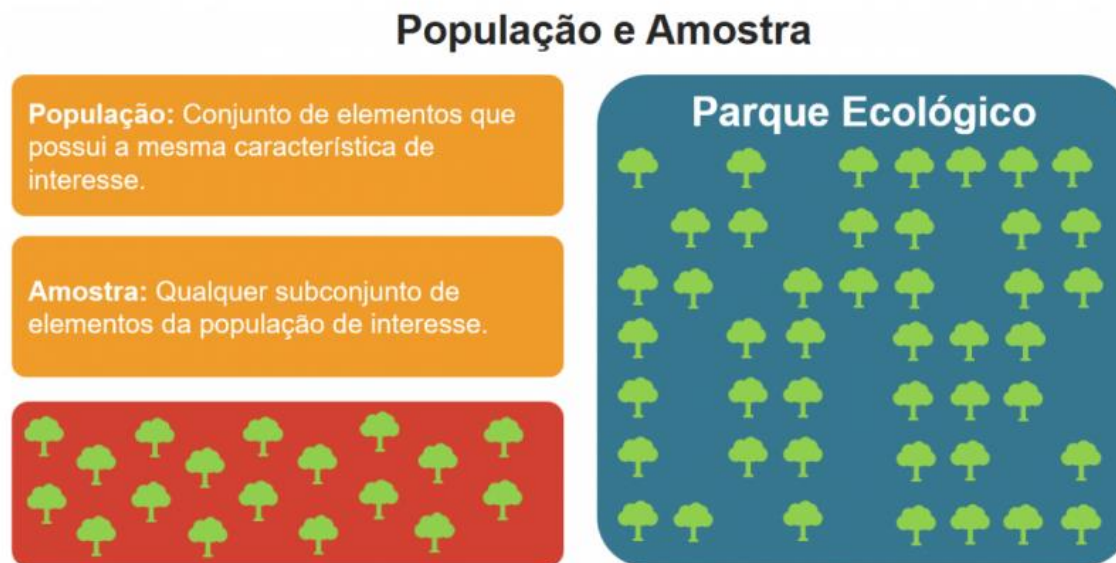 População e Amostra
População: Conjunto de elementos que
possui a mesma característica de
interesse.
Amostra: Qualquer subconjunto de
elementos da população de interesse.
Parque Ecológico